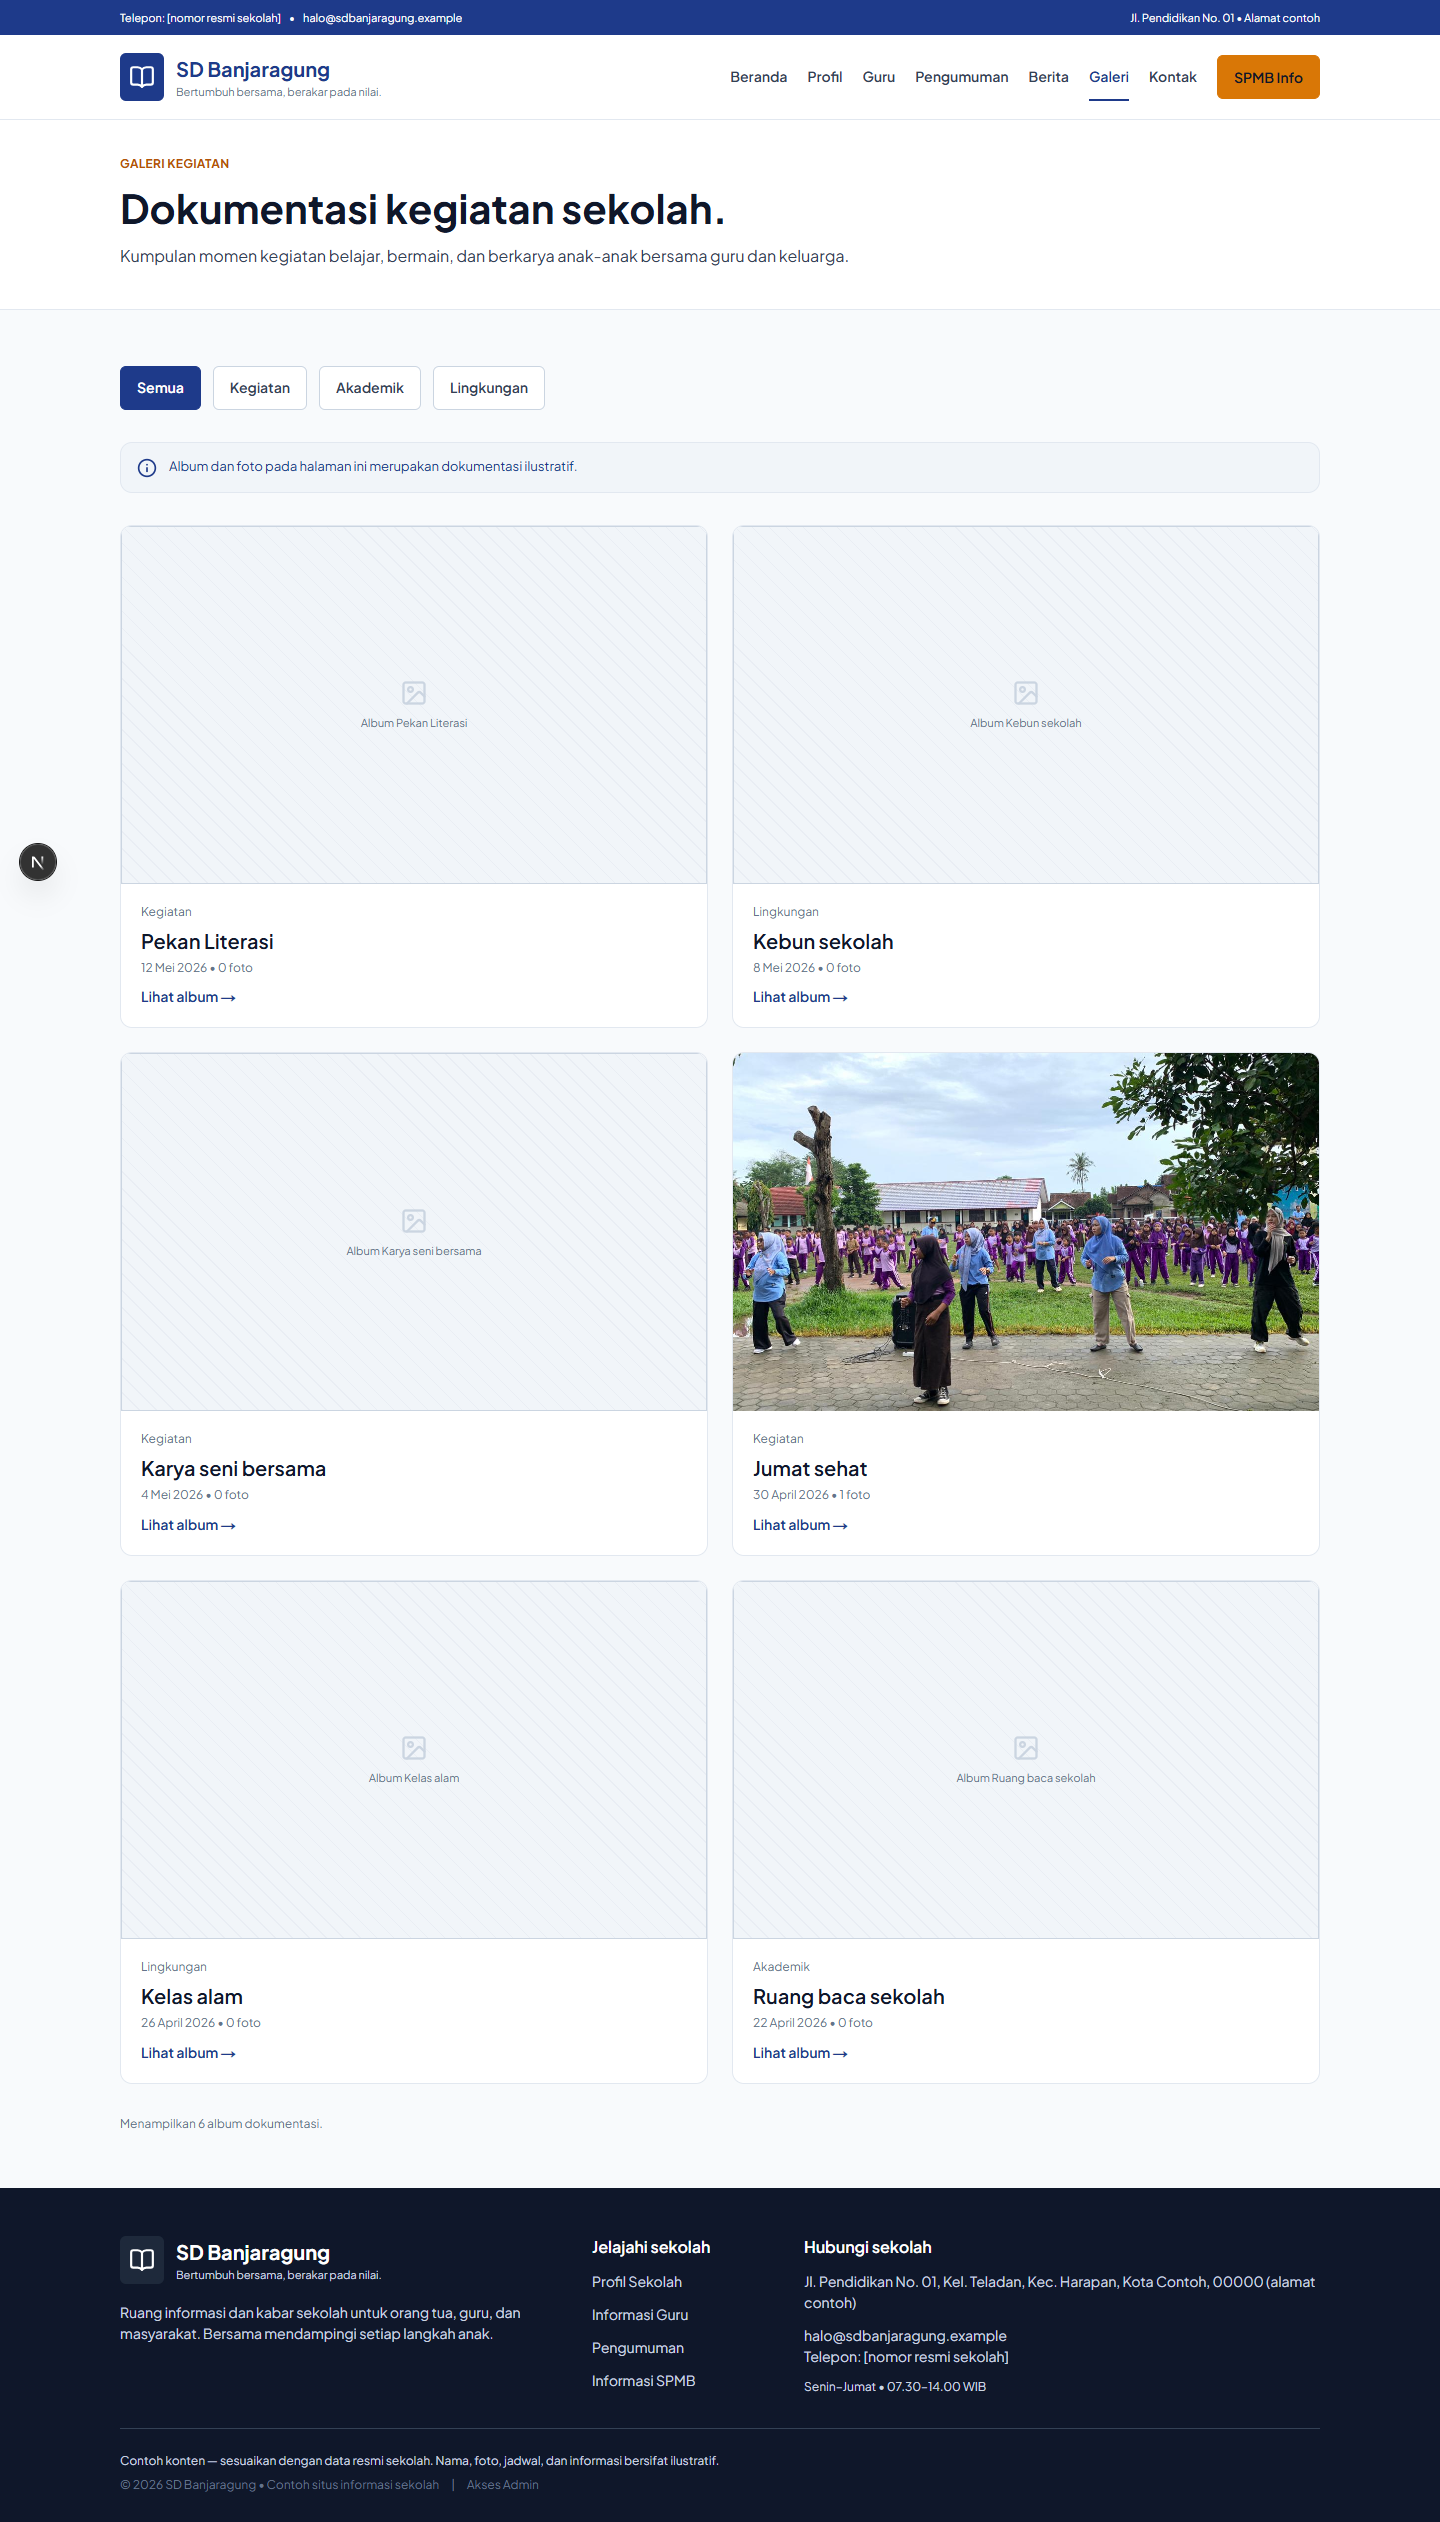 Telepon: [nomor resmi sekolah] • halo@sdbanjaragung.example
Jl. Pendidikan No. 01 • Alamat contoh
SD Banjaragung
Bertumbuh bersama, berakar pada nilai.
Beranda
Profil
Guru
Pengumuman
Berita
Galeri
Kontak
SPMB Info
GALERI KEGIATAN
Dokumentasi kegiatan sekolah.
Kumpulan momen kegiatan belajar, bermain, dan berkarya anak-anak bersama guru dan keluarga.
Semua
Kegiatan
Akademik
Lingkungan
Album dan foto pada halaman ini merupakan dokumentasi ilustratif.
Album Pekan Literasi
Kegiatan
Pekan Literasi
12 Mei 2026 • 0 foto
Lihat album →
Album Kebun sekolah
Lingkungan
Kebun sekolah
8 Mei 2026 • 0 foto
Lihat album →
Album Karya seni bersama
Kegiatan
Karya seni bersama
4 Mei 2026 • 0 foto
Lihat album →
Kegiatan
Jumat sehat
30 April 2026 • 1 foto
Lihat album →
Album Kelas alam
Lingkungan
Kelas alam
26 April 2026 • 0 foto
Lihat album →
Album Ruang baca sekolah
Akademik
Ruang baca sekolah
22 April 2026 • 0 foto
Lihat album →
Menampilkan 6 album dokumentasi.
N
SD Banjaragung
Bertumbuh bersama, berakar pada nilai.
Ruang informasi dan kabar sekolah untuk orang tua, guru, dan
masyarakat. Bersama mendampingi setiap langkah anak.
Jelajahi sekolah
Profil Sekolah
Informasi Guru
Pengumuman
Informasi SPMB
Hubungi sekolah
Jl. Pendidikan No. 01, Kel. Teladan, Kec. Harapan, Kota Contoh, 00000 (alamat
contoh)
halo@sdbanjaragung.example
Telepon: [nomor resmi sekolah]
Senin–Jumat • 07.30–14.00 WIB
Contoh konten — sesuaikan dengan data resmi sekolah. Nama, foto, jadwal, dan informasi bersifat ilustratif.
© 2026 SD Banjaragung • Contoh situs informasi sekolah | Akses Admin